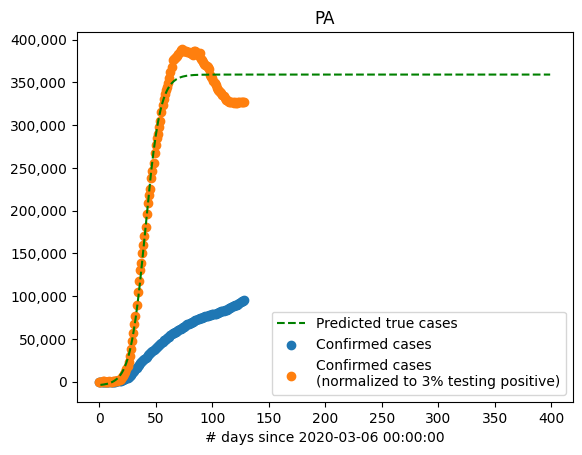 PA
400,000
350,000
300,000
250,000
200,000
150,000
100,000
50,000
0
Predicted true cases
Confirmed cases
Confirmed cases
(normalized to 3% testing positive)
0 50 100 150 200 250 300 350 400
# days since 2020-03-06 00:00:00